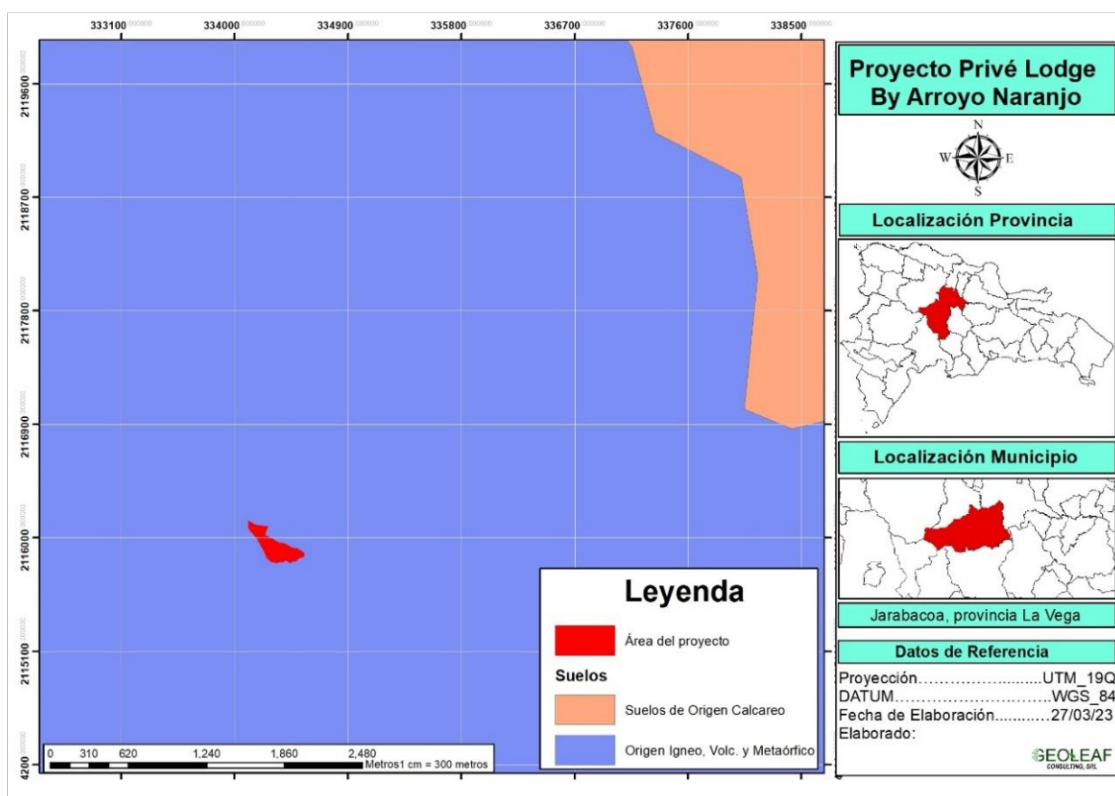 333100
334000
334900
335800
336700
337600
338500
2119600
2118700
2117800
2116900
2116000
2115100
4200
Proyecto Privé Lodge
By Arroyo Naranjo
N
W
E
S
Localización Provincia
Localización Municipio
Jarabacoa, provincia La Vega
Datos de Referencia
Proyección......................UTM_19Q
DATUM...........................WGS_84
Fecha de Elaboración...........27/03/23
Elaborado:
GEOLEAF
CONSULTING, SRL
Leyenda
Área del proyecto
Suelos
Suelos de Origen Calcareo
Origen Igneo, Volc. y Metaórfico
0 310 620 1,240 1,860 2,480
Metros1 cm = 300 metros